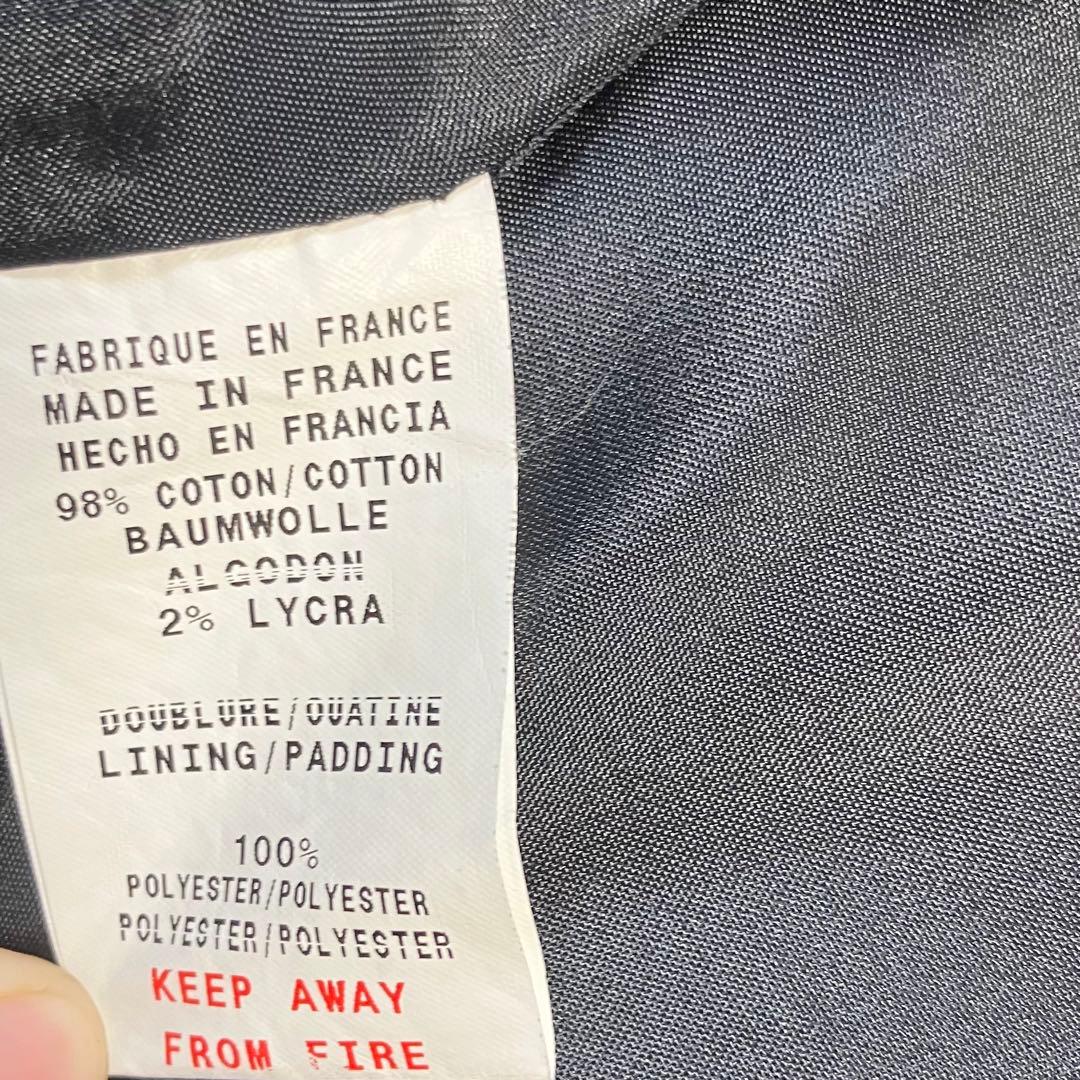 FABRIQUE EN FRANCE
MADE IN FRANCE
HECHO EN FRANCIA
98% COTON/COTTON
BAUMWOLLE
ALGODON
2% LYCRA
DOUBLURE/OUATINE
LINING/PADDING
100%
POLYESTER/POLYESTER
POLYESTER/POLYESTER
KEEP AWAY
FROM FIRE